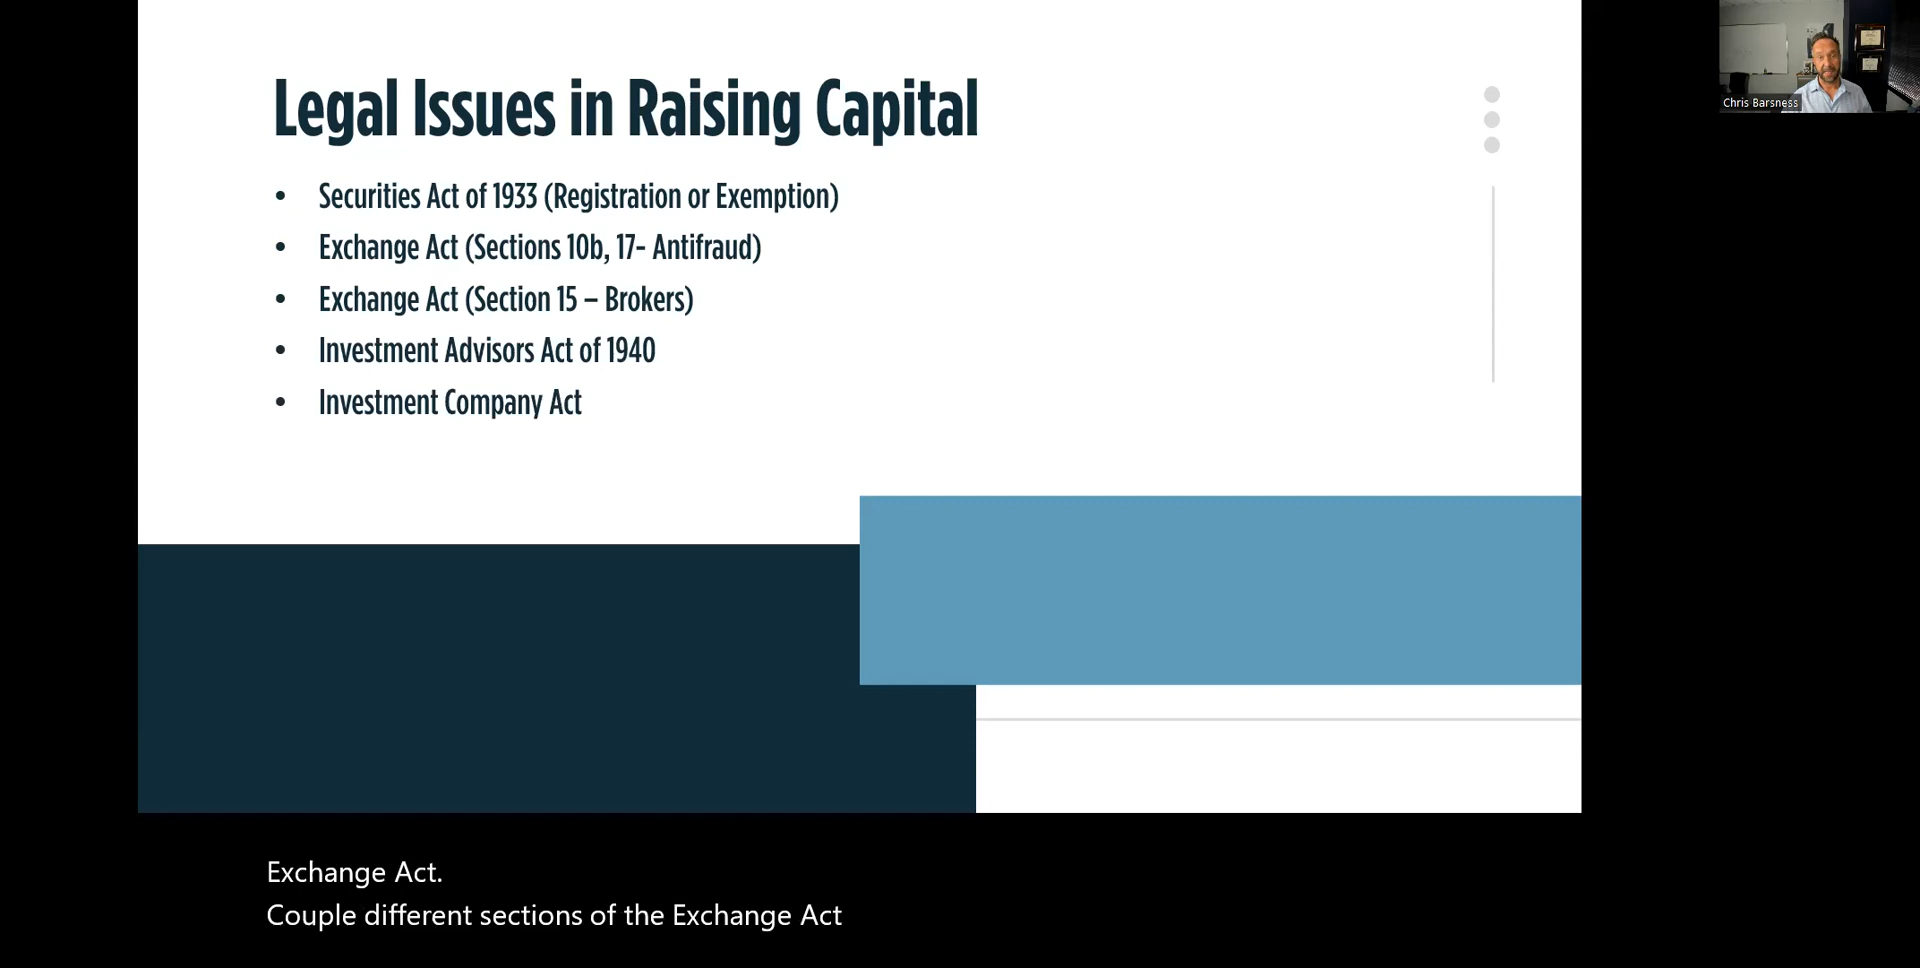 Legal Issues in Raising Capital
• Securities Act of 1933 (Registration or Exemption)
• Exchange Act (Sections 10b, 17- Antifraud)
• Exchange Act (Section 15 – Brokers)
• Investment Advisors Act of 1940
• Investment Company Act
Chris Barsness
Exchange Act.
Couple different sections of the Exchange Act